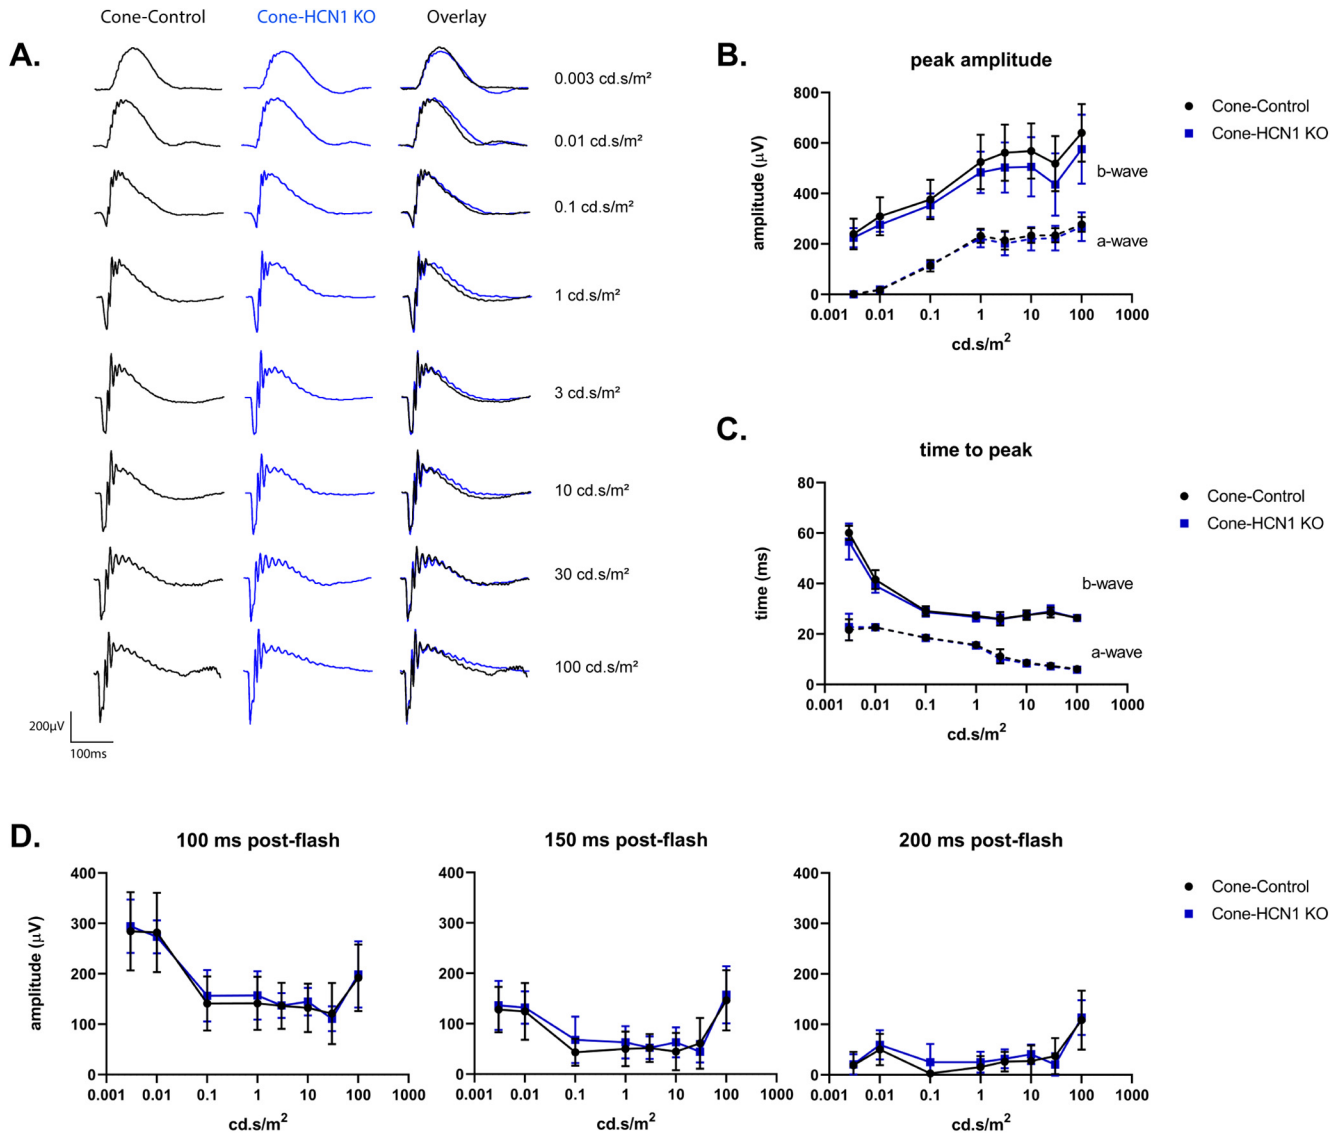 Cone-Control
Cone-HCN1 KO
Overlay
A.
0.003 cd.s/m²
0.01 cd.s/m²
0.1 cd.s/m²
1 cd.s/m²
3 cd.s/m²
10 cd.s/m²
30 cd.s/m²
100 cd.s/m²
200μV
100ms
B.
peak amplitude
amplitude (μV)
800
600
400
200
0
0.001 0.01 0.1 1 10 100 1000
cd.s/m²
b-wave
a-wave
Cone-Control
Cone-HCN1 KO
C.
time to peak
time (ms)
80
60
40
20
0
0.001 0.01 0.1 1 10 100 1000
cd.s/m²
b-wave
a-wave
Cone-Control
Cone-HCN1 KO
D.
100 ms post-flash
amplitude (μV)
400
300
200
100
0
0.001 0.01 0.1 1 10 100 1000
cd.s/m²
150 ms post-flash
400
300
200
100
0
0.001 0.01 0.1 1 10 100 1000
cd.s/m²
200 ms post-flash
400
300
200
100
0
0.001 0.01 0.1 1 10 100 1000
cd.s/m²
Cone-Control
Cone-HCN1 KO